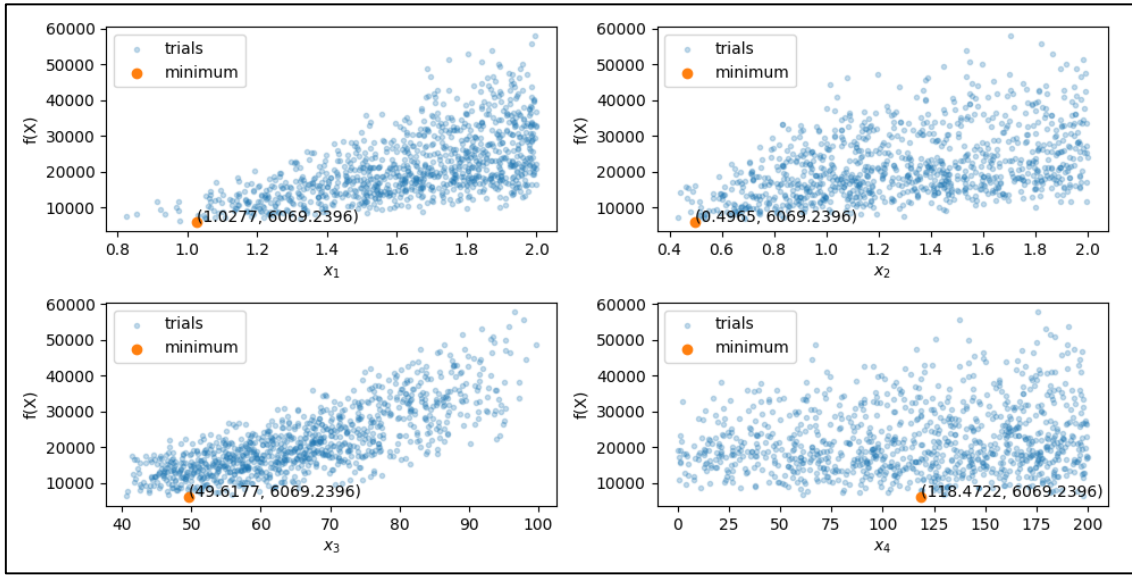 60000
50000
40000
30000
20000
10000
f(X)
trials
minimum
(1.0277, 6069.2396)
0.8 1.0 1.2 1.4 1.6 1.8 2.0
x₁
60000
50000
40000
30000
20000
10000
f(X)
trials
minimum
(0.4965, 6069.2396)
0.4 0.6 0.8 1.0 1.2 1.4 1.6 1.8 2.0
x₂
60000
50000
40000
30000
20000
10000
f(X)
trials
minimum
(49.6177, 6069.2396)
40 50 60 70 80 90 100
x₃
60000
50000
40000
30000
20000
10000
f(X)
trials
minimum
(118.4722, 6069.2396)
0 25 50 75 100 125 150 175 200
x₄